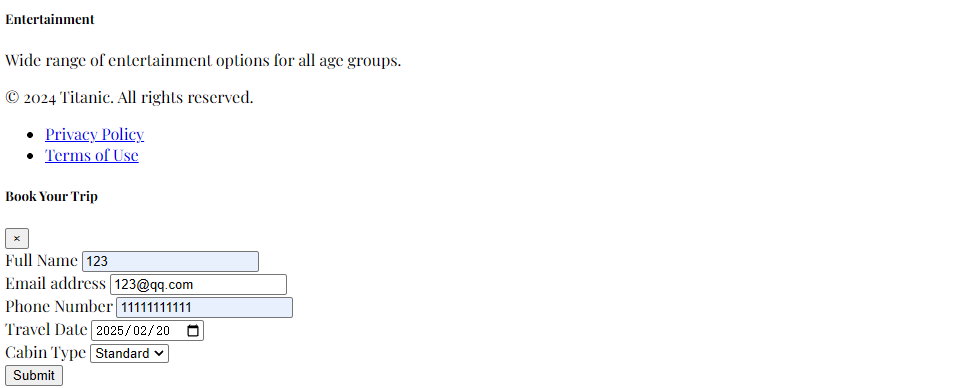 Entertainment
Wide range of entertainment options for all age groups.
© 2024 Titanic. All rights reserved.
Privacy Policy
Terms of Use
Book Your Trip
×
Full Name 123
Email address 123@qq.com
Phone Number 11111111111
Travel Date 2025/02/20
Cabin Type Standard
Submit